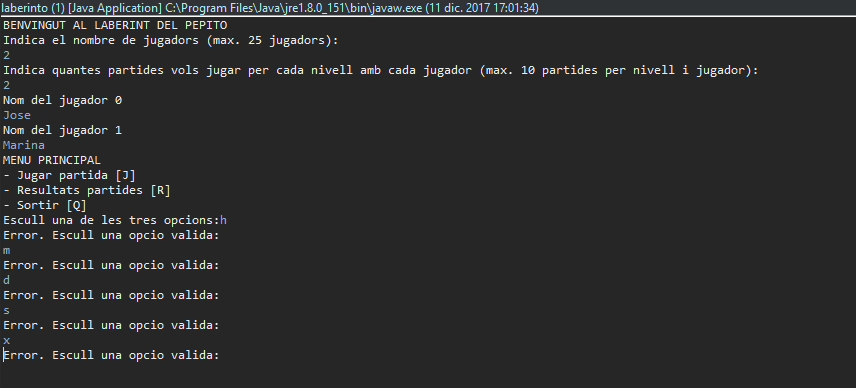 laberinto (1) [Java Application] C:\Program Files\Java\jre1.8.0_151\bin\javaw.exe (11 dic. 2017 17:01:34)
BENVINGUT AL LABERINT DEL PEPITO
Indica el nombre de jugadors (max. 25 jugadors):
2
Indica quantes partides vols jugar per cada nivell amb cada jugador (max. 10 partides per nivell i jugador):
2
Nom del jugador 0
Jose
Nom del jugador 1
Marina
MENU PRINCIPAL
- Jugar partida [J]
- Resultats partides [R]
- Sortir [Q]
Escull una de les tres opcions:h
Error. Escull una opcio valida:
m
Error. Escull una opcio valida:
d
Error. Escull una opcio valida:
s
Error. Escull una opcio valida:
x
Error. Escull una opcio valida: